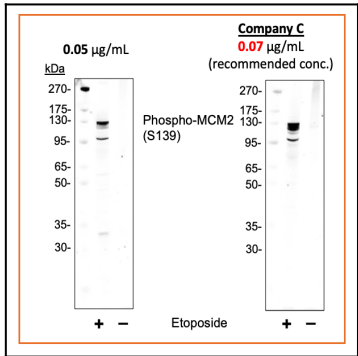 0.05 µg/mL
kDa
270-
175-
130-
95-
65-
50-
35-
30-
Phospho-MCM2
(S139)
Company C
0.07 µg/mL
(recommended conc.)
270-
175-
130-
95-
65-
50-
35-
30-
+ – Etoposide + –